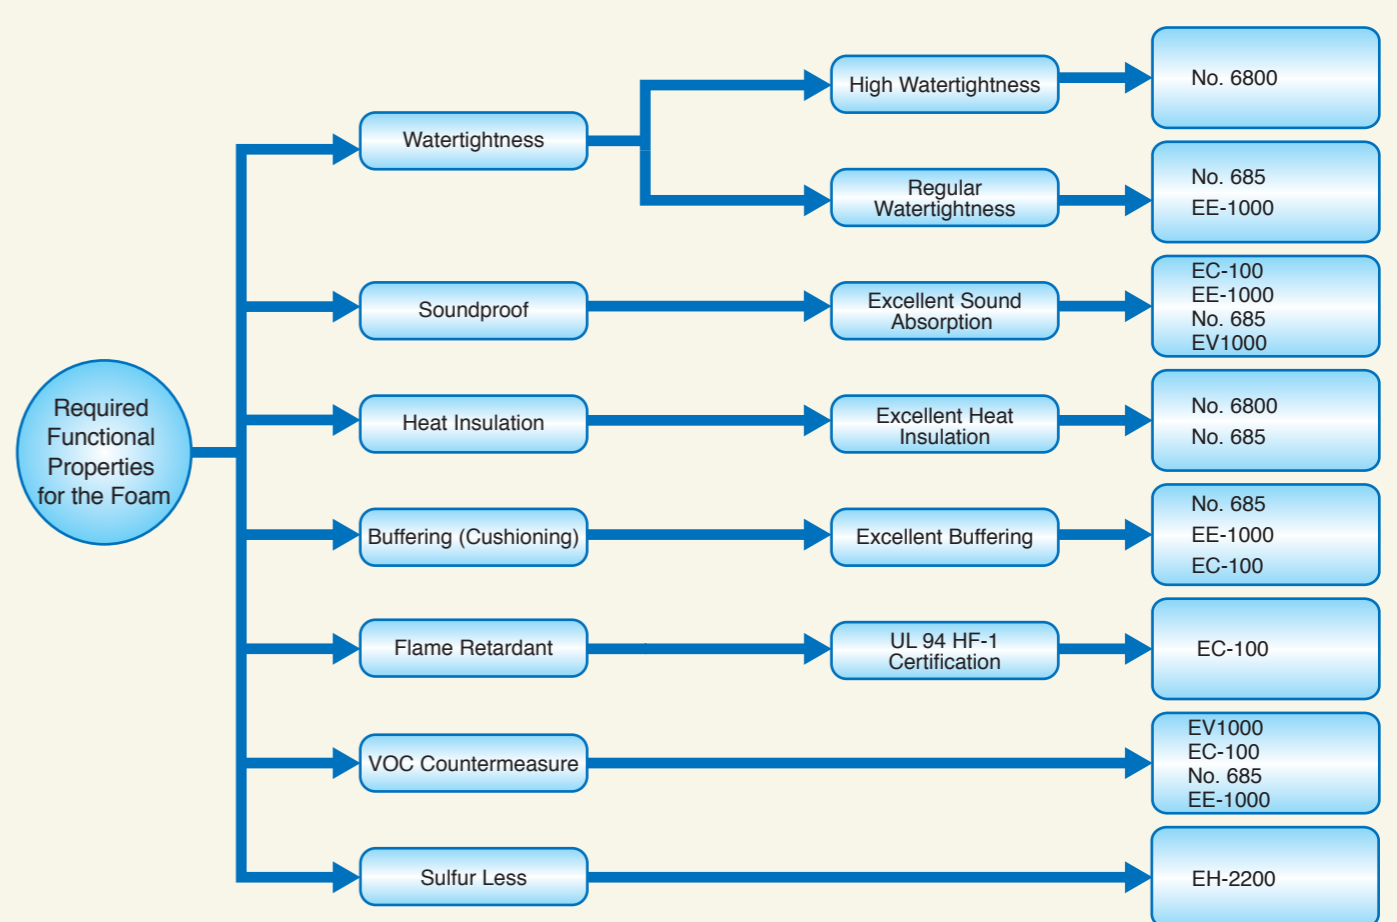 Required
Functional
Properties
for the Foam
Watertightness
High Watertightness
No. 6800
Regular
Watertightness
No. 685
EE-1000
Soundproof
Excellent Sound
Absorption
EC-100
EE-1000
No. 685
EV1000
Heat Insulation
Excellent Heat
Insulation
No. 6800
No. 685
Buffering (Cushioning)
Excellent Buffering
No. 685
EE-1000
EC-100
Flame Retardant
UL 94 HF-1
Certification
EC-100
VOC Countermeasure
EV1000
EC-100
No. 685
EE-1000
Sulfur Less
EH-2200